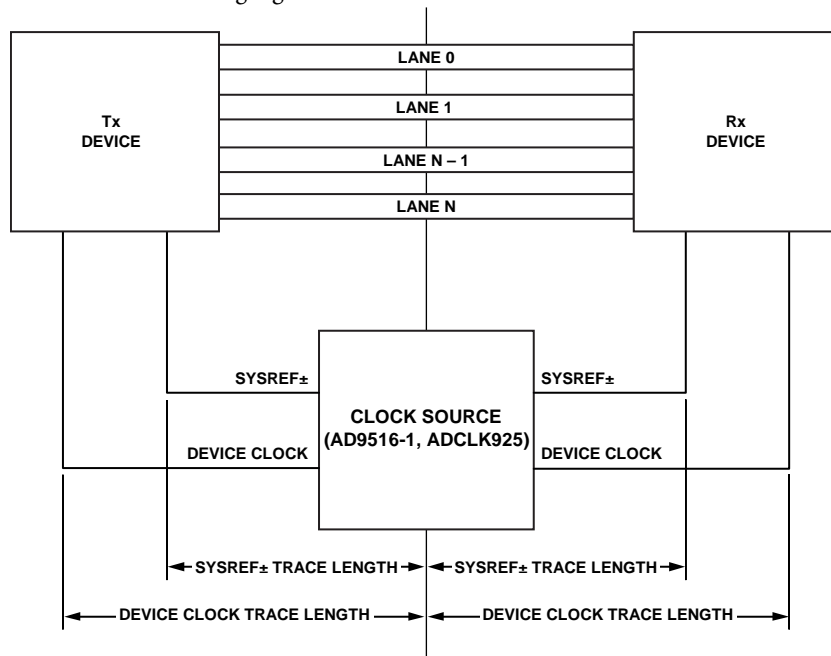 LANE 0
LANE 1
LANE N – 1
LANE N
Tx
DEVICE
Rx
DEVICE
SYSREF±
SYSREF±
CLOCK SOURCE
(AD9516-1, ADCLK925)
DEVICE CLOCK
DEVICE CLOCK
SYSREF± TRACE LENGTH
SYSREF± TRACE LENGTH
DEVICE CLOCK TRACE LENGTH
DEVICE CLOCK TRACE LENGTH